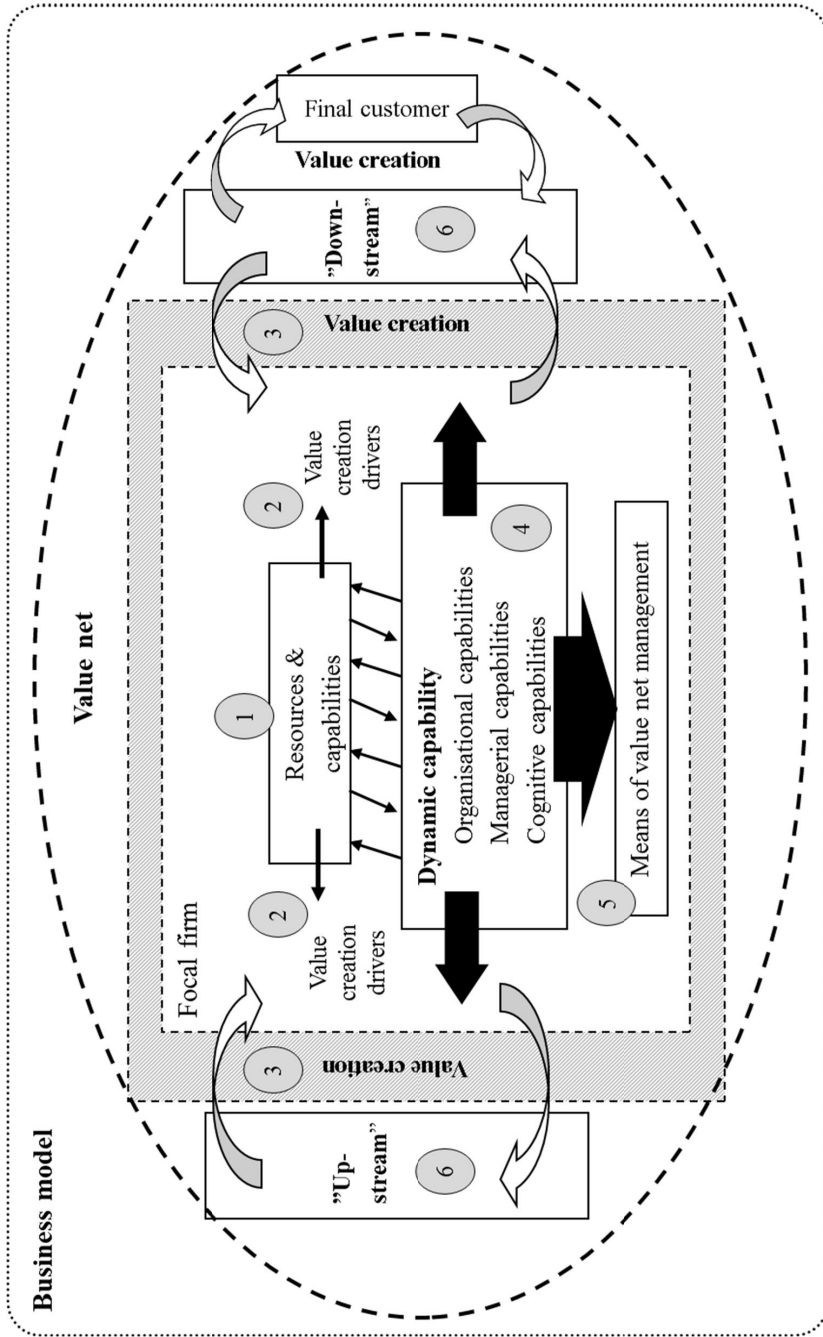 Business model
Value net
Focal firm
”Up-
stream”
6
3
Value creation
2
Value
creation
drivers
1
Resources &
capabilities
2
Value
creation
drivers
Dynamic capability
Organisational capabilities
Managerial capabilities
Cognitive capabilities
4
5
Means of value net management
3
Value creation
”Down-
stream”
6
Value creation
Final customer